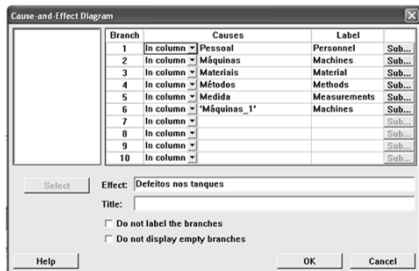 Cause-and-Effect Diagram
Branch Causes Label
1 In column Pessoal Personnel Sub...
2 In column Máquinas Machines Sub...
3 In column Materiais Material Sub...
4 In column Métodos Methods Sub...
5 In column Medida Measurements Sub...
6 In column 'Máquinas_1' Machines Sub...
7 In column Sub...
8 In column Sub...
9 In column Sub...
10 In column Sub...
Select Effect: Defeitos nos tanques
Title:
Do not label the branches
Do not display empty branches
Help OK Cancel